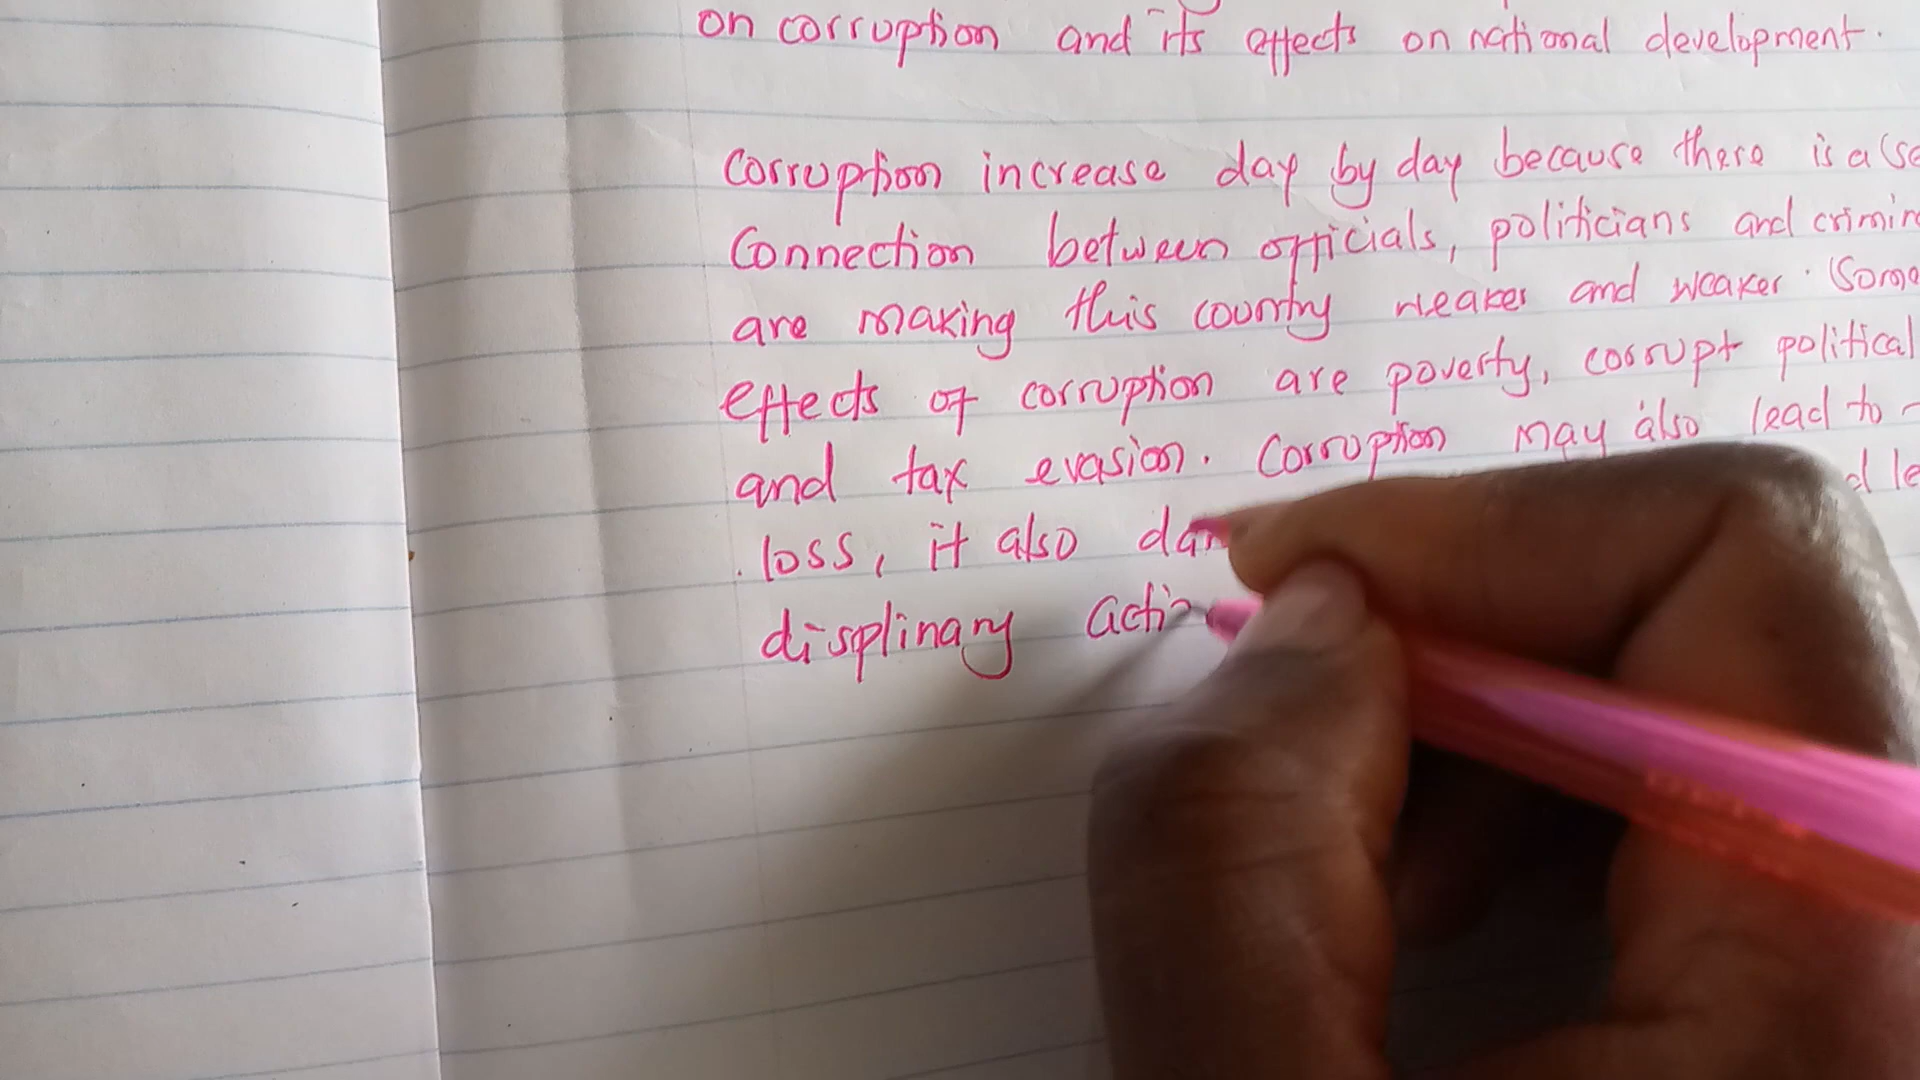 on corruption and its effects on national development.
Corruption increase day by day because there is a
Connection between officials, politicians and
are making this country weaker and weaker. Some
effects of corruption are poverty, corrupt political
and tax evasion. Corruption may also lead to
loss, it also
displinary